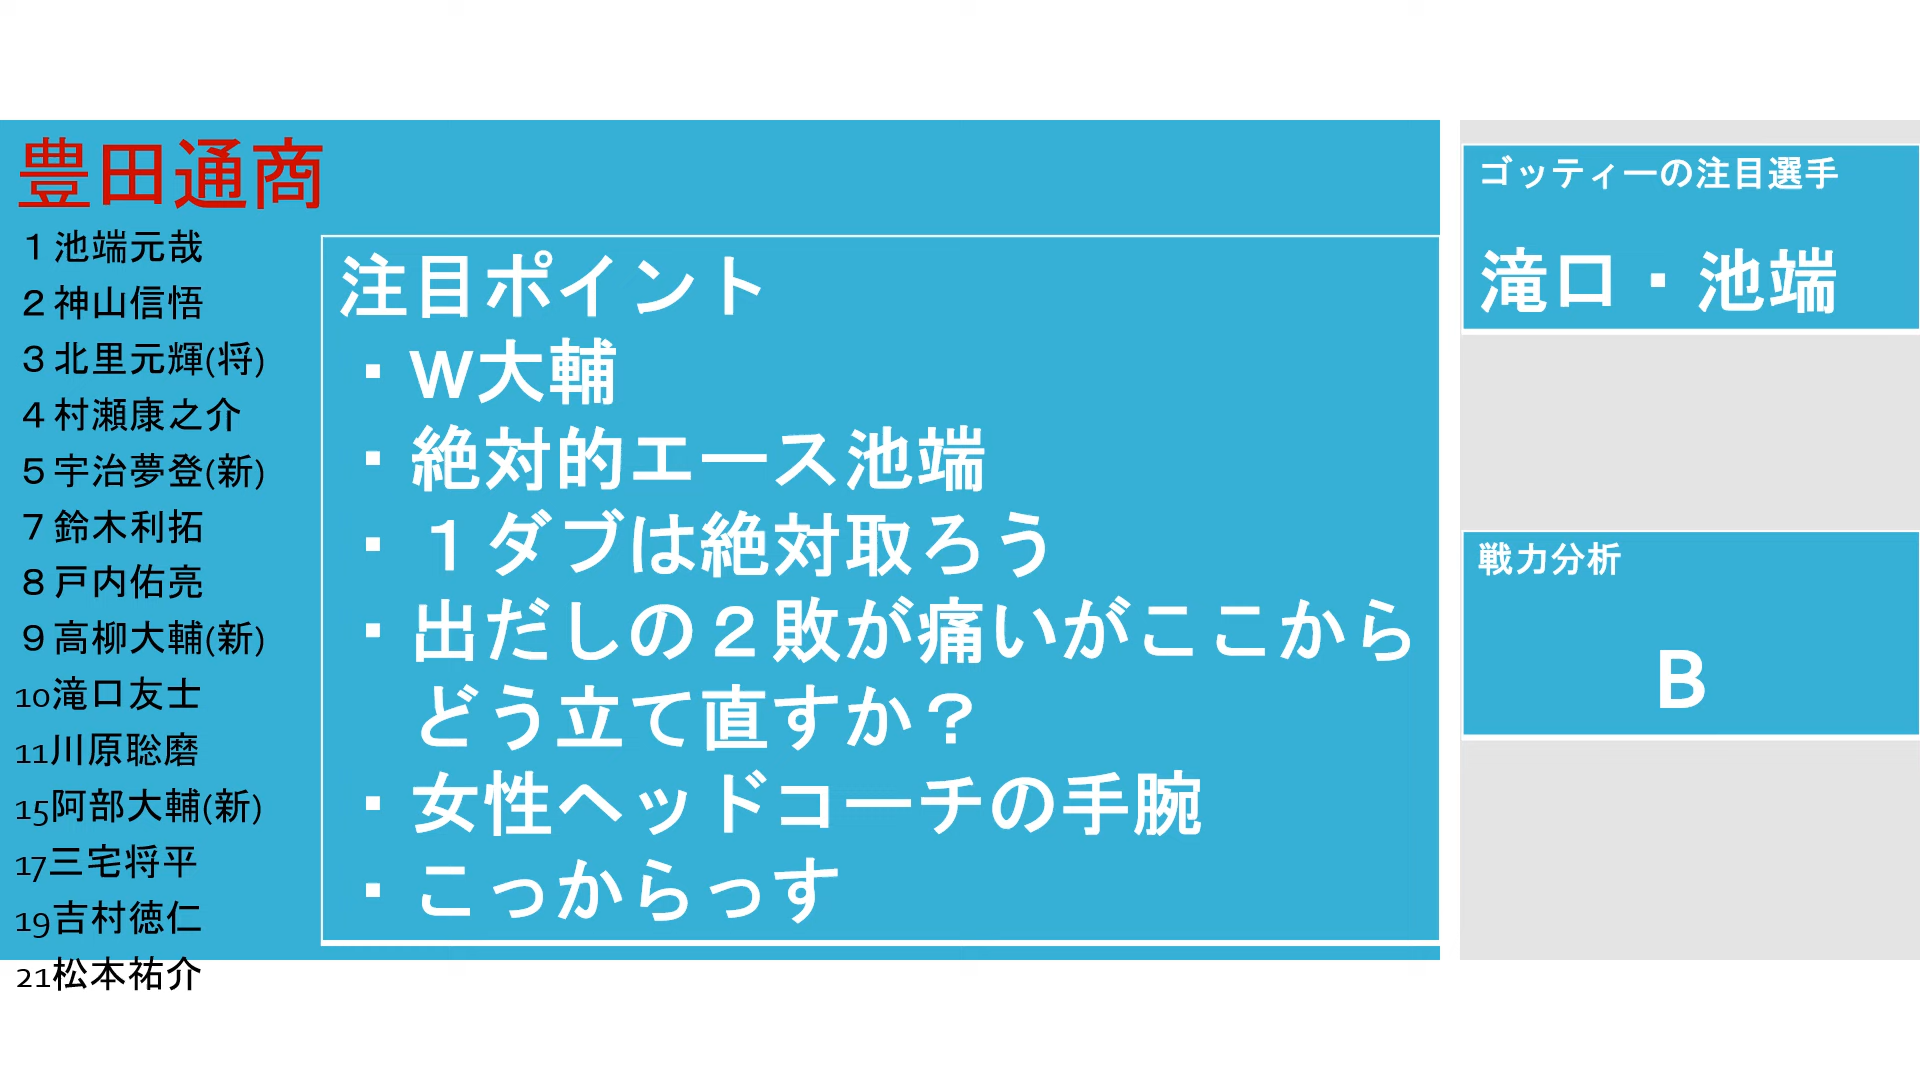 豊田通商
１池端元哉
２神山信悟
３北里元輝(将)
４村瀬康之介
５宇治夢登(新)
７鈴木利拓
８戸内佑亮
９高柳大輔(新)
10滝口友士
11川原聡磨
15阿部大輔(新)
17三宅将平
19吉村徳仁
21松本祐介
注目ポイント
・W大輔
・絶対的エース池端
・１ダブは絶対取ろう
・出だしの２敗が痛いがここから
どう立て直すか？
・女性ヘッドコーチの手腕
・こっからっす
ゴッティーの注目選手
滝口・池端
戦力分析
B